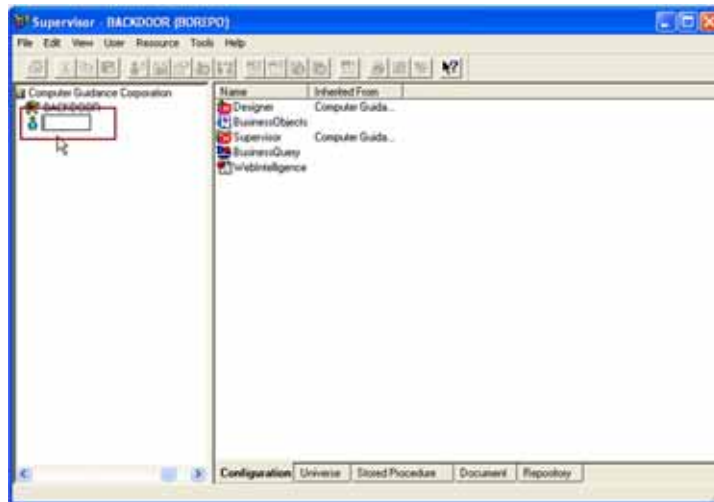 Supervisor - BACKDOOR (BOREPO)
File Edit View User Resource Tools Help
Computer Guidance Corporation
BACKDOOR
Name Inherited From
Designer Computer Guida...
BusinessObjects
Supervisor Computer Guida...
BusinessQuery
WebIntelligence
Configuration Universe Stored Procedure Document Repository